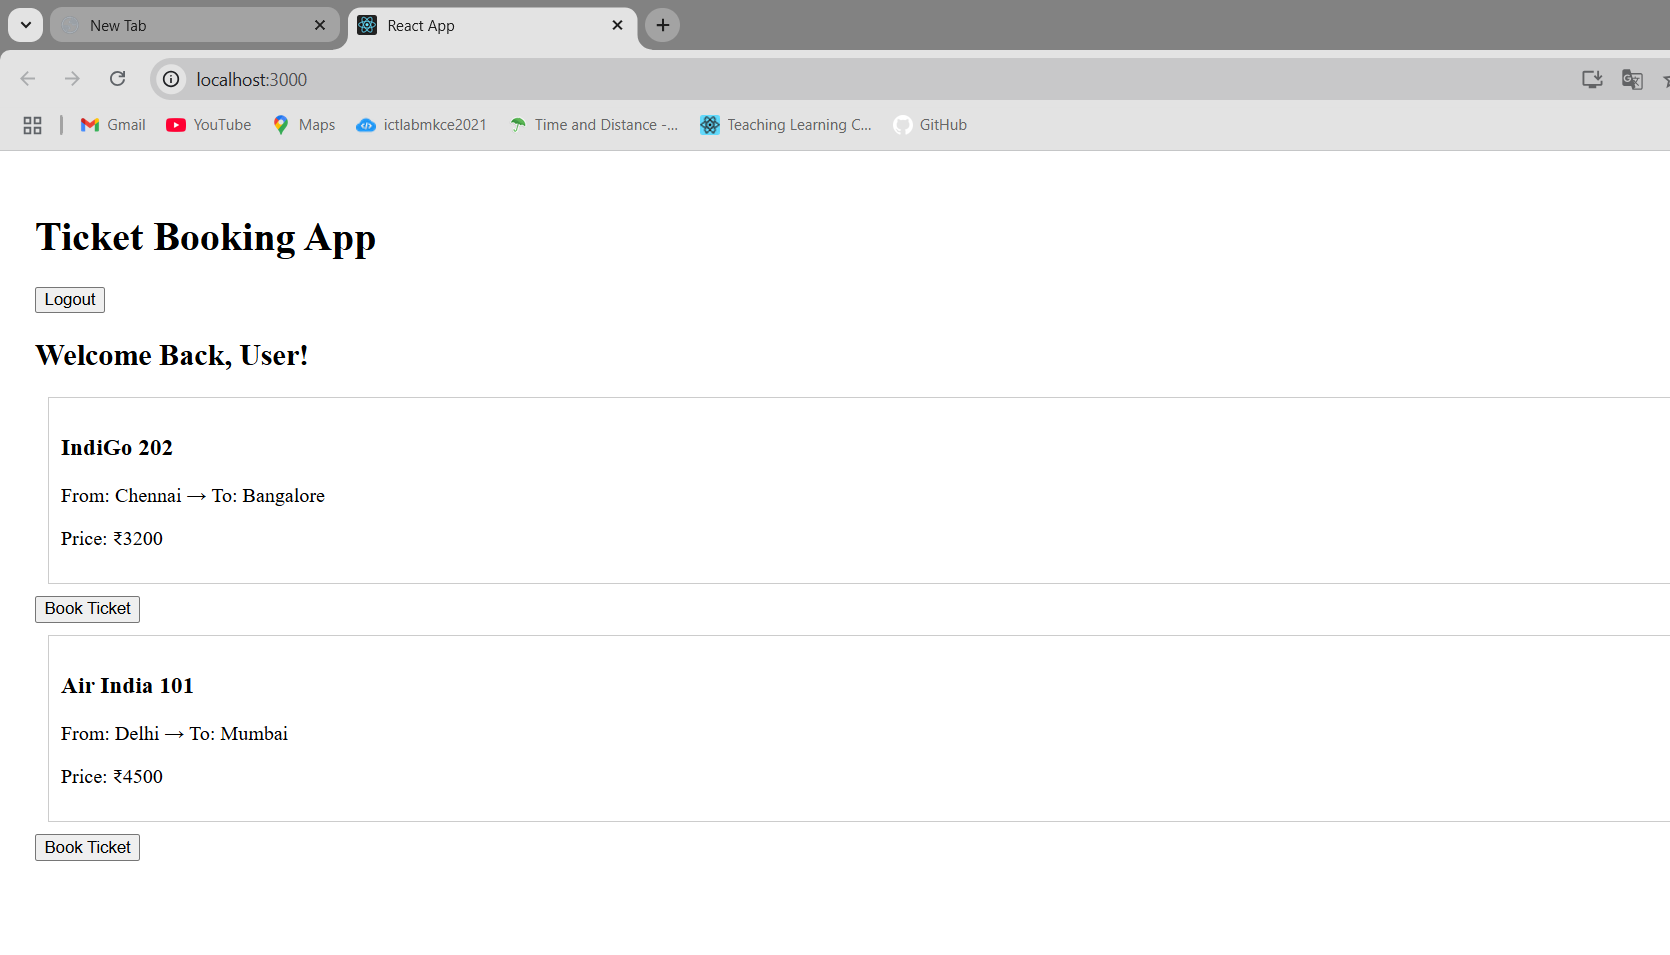 New Tab
React App
localhost:3000
Gmail
YouTube
Maps
ictlabmkce2021
Time and Distance -...
Teaching Learning C...
GitHub
Ticket Booking App
Logout
Welcome Back, User!
IndiGo 202
From: Chennai → To: Bangalore
Price: ₹3200
Book Ticket
Air India 101
From: Delhi → To: Mumbai
Price: ₹4500
Book Ticket